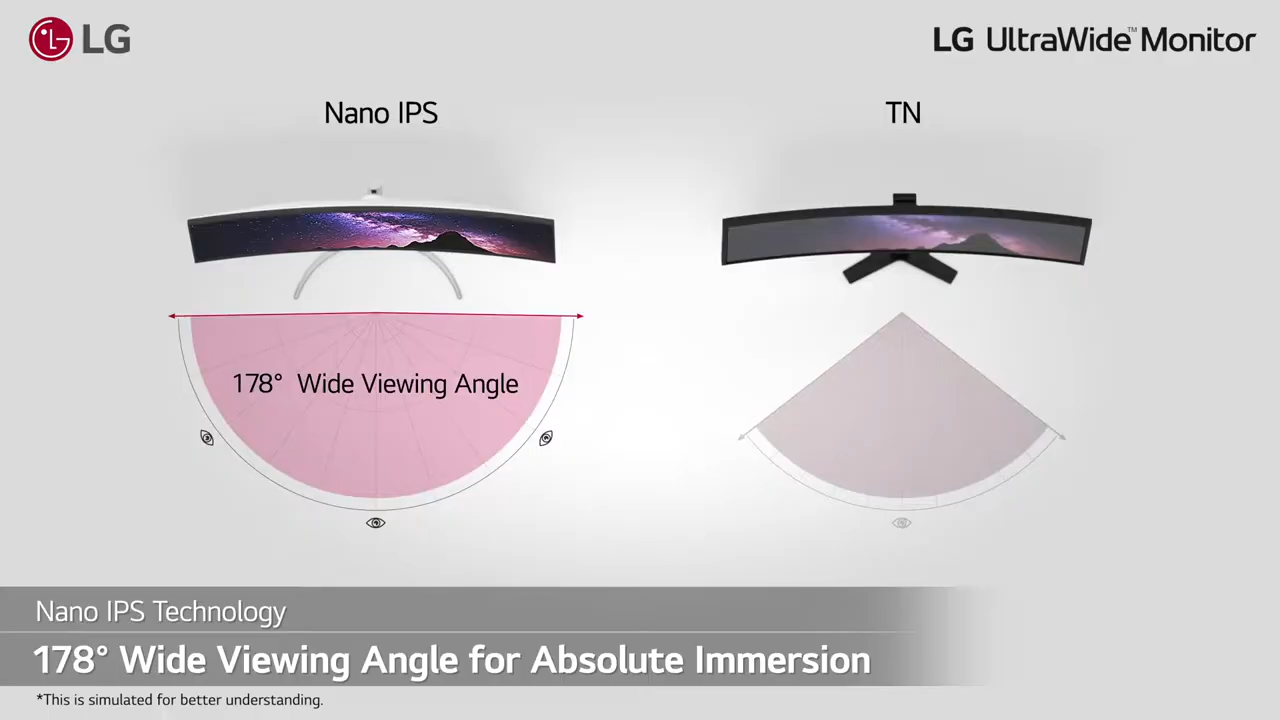 LG
LG UltraWide™ Monitor
Nano IPS
TN
178° Wide Viewing Angle
Nano IPS Technology
178° Wide Viewing Angle for Absolute Immersion
*This is simulated for better understanding.